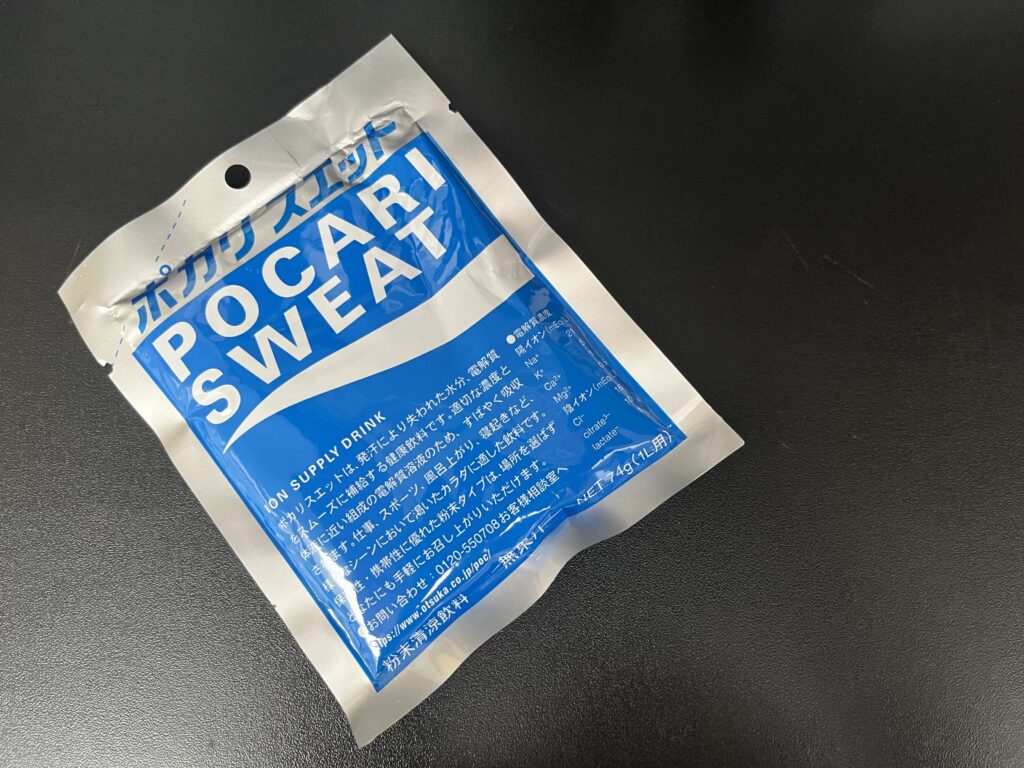 ポカリスエット
POCARI
SWEAT
ION SUPPLY DRINK
ポカリスエットは、発汗により失われた水分、電解質
をスムーズに補給する健康飲料です。適切な濃度と
体液に近い組成の電解質溶液のため、すばやく吸収
されます。仕事、スポーツ、風呂上がり、寝起きなど、
様々なシーンにおいて渇いたカラダに適した飲料です。
保存性・携帯性に優れた粉末タイプは、場所を選ばず
どなたにも手軽にお召し上がりいただけます。
●お問い合わせ・0120-550708お客様相談室へ
https://www.otsuka.co.jp/poc/
●電解質濃度
陽イオン(mEq/L)
Na⁺
K⁺
Ca²⁺
Mg²⁺
陰イオン(mEq
Cl⁻
citrate³⁻
lactate⁻
粉末清涼飲料
NET 74g(1L用)